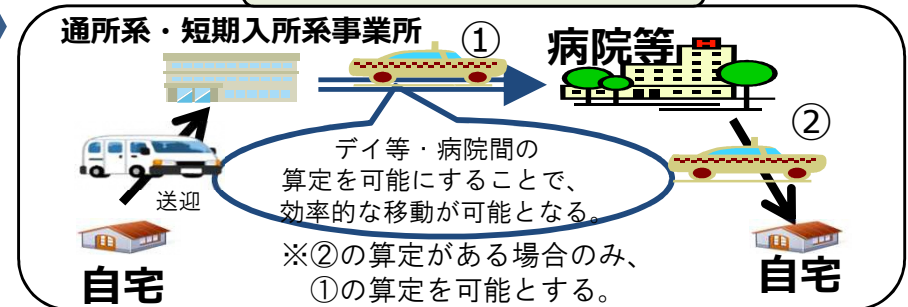 通所系・短期入所系事業所
①
病院等
H
②
デイ等・病院間の
算定を可能にすることで、
効率的な移動が可能となる。
送迎
※②の算定がある場合のみ、
①の算定を可能とする。
自宅
自宅